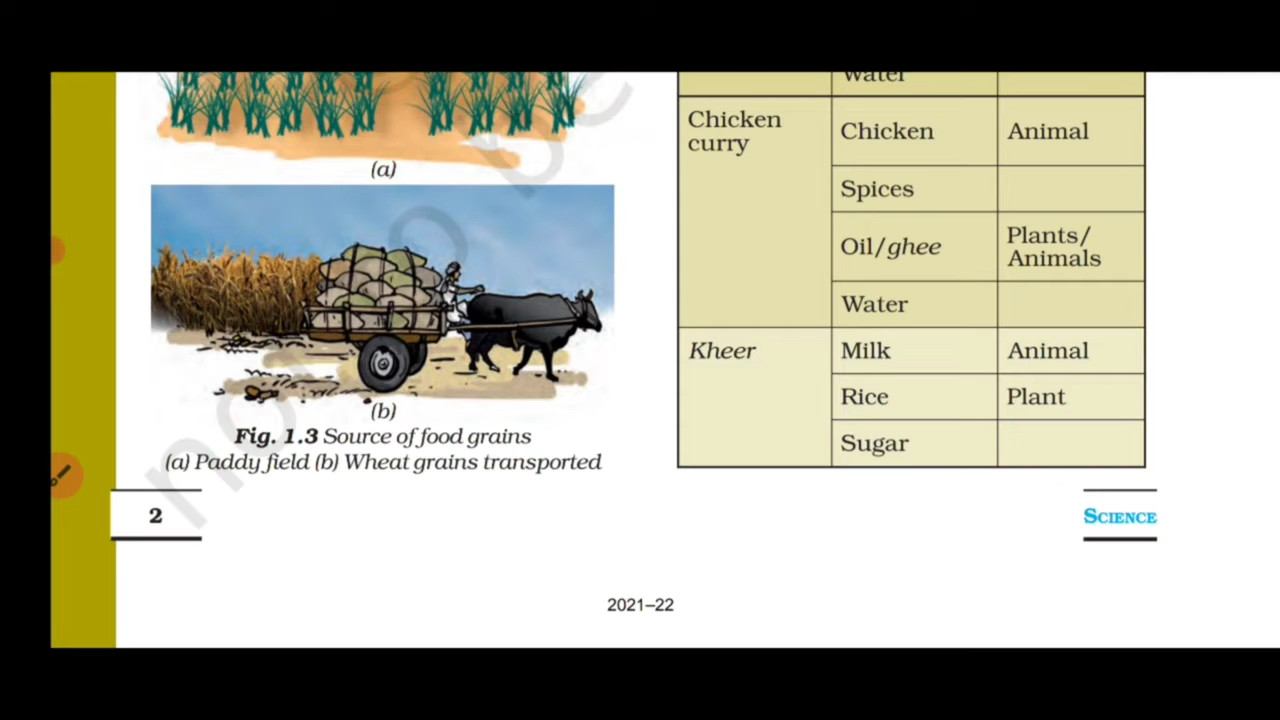 (a)
(b)
Fig. 1.3 Source of food grains
(a) Paddy field (b) Wheat grains transported
Water
Chicken curry
Chicken
Animal
Spices
Oil/ghee
Plants/
Animals
Water
Kheer
Milk
Animal
Rice
Plant
Sugar
2
SCIENCE
2021–22